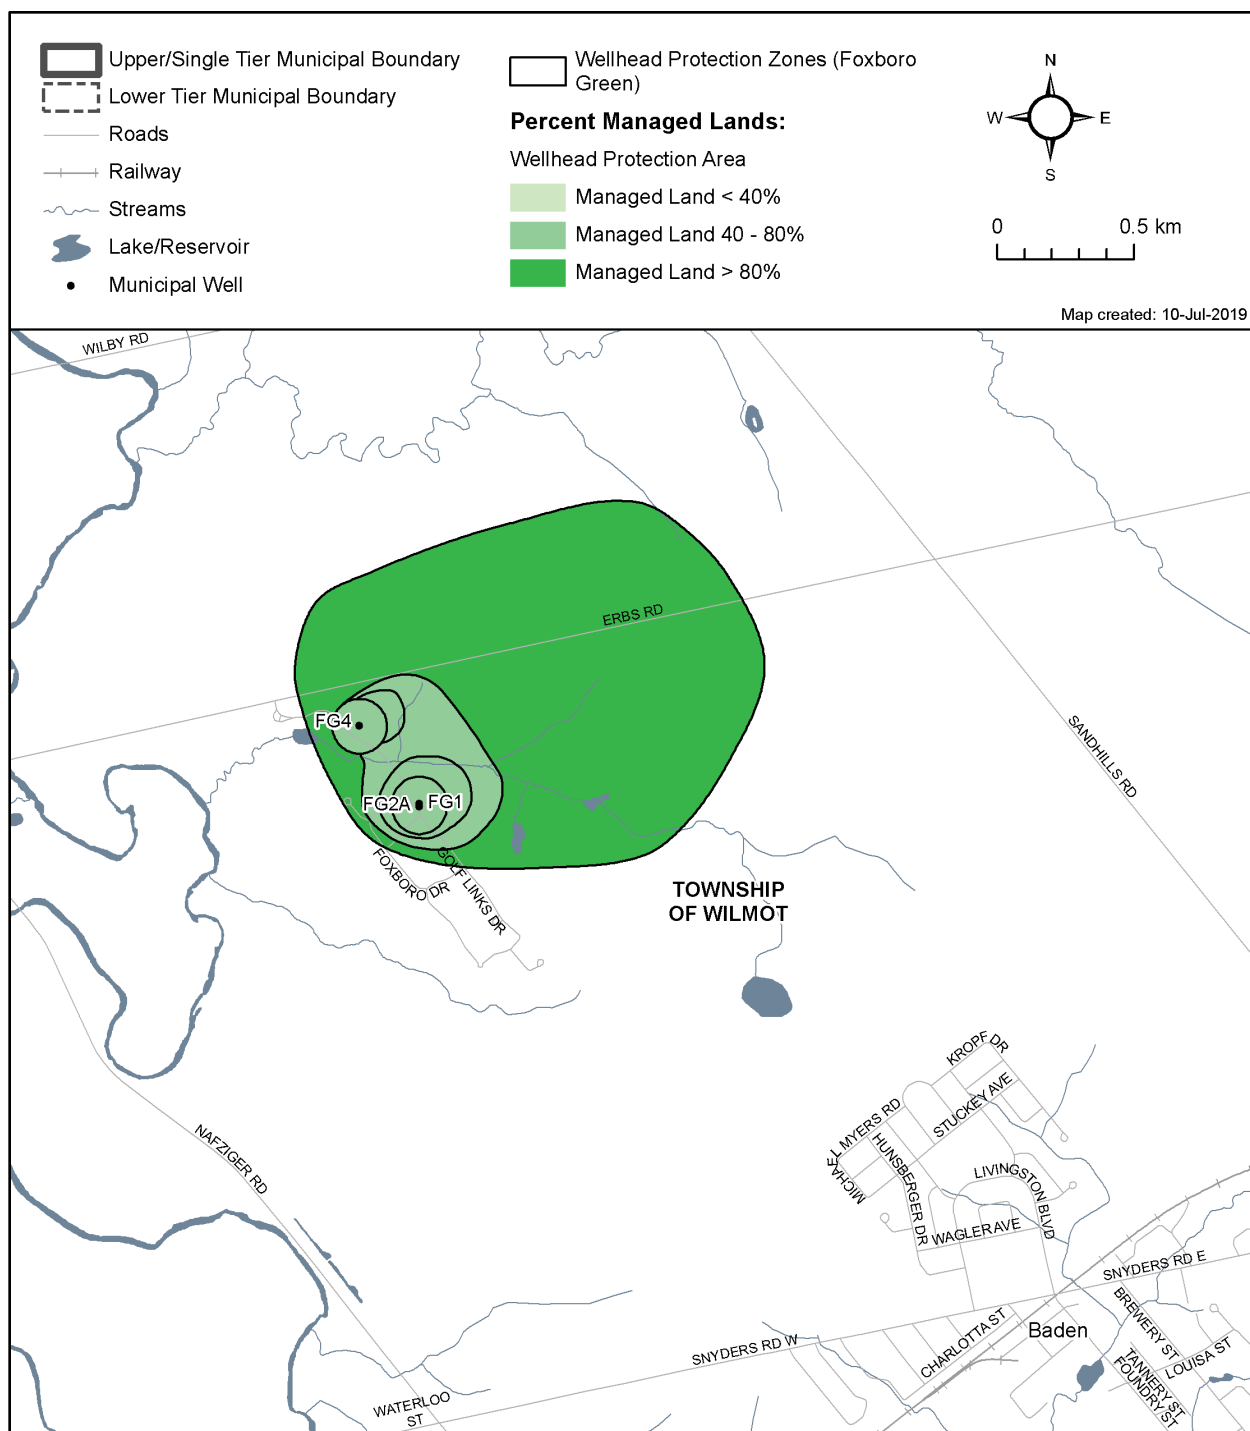 Upper/Single Tier Municipal Boundary
Lower Tier Municipal Boundary
Roads
Railway
Streams
Lake/Reservoir
Municipal Well
Wellhead Protection Zones (Foxboro
Green)
Percent Managed Lands:
Wellhead Protection Area
Managed Land < 40%
Managed Land 40 - 80%
Managed Land > 80%
N
W
E
S
0
0.5 km
Map created: 10-Jul-2019
WILBY RD
ERBS RD
FG4
FG2A
FG1
SANDHILLS RD
FOXBORO DR
GOLF LINKS DR
TOWNSHIP
OF WILMOT
NAFZIGER RD
KROPF DR
STUCKEY AVE
MICHAEL MYERS RD
HUNSBERGER DR
LIVINGSTON BLVD
WAGLER AVE
SNYDERS RD E
SNYDERS RD W
CHARLOTTA ST
Baden
BREWERY ST
LOUISA ST
TANNERY ST
FOUNDRY ST
WATERLOO
ST